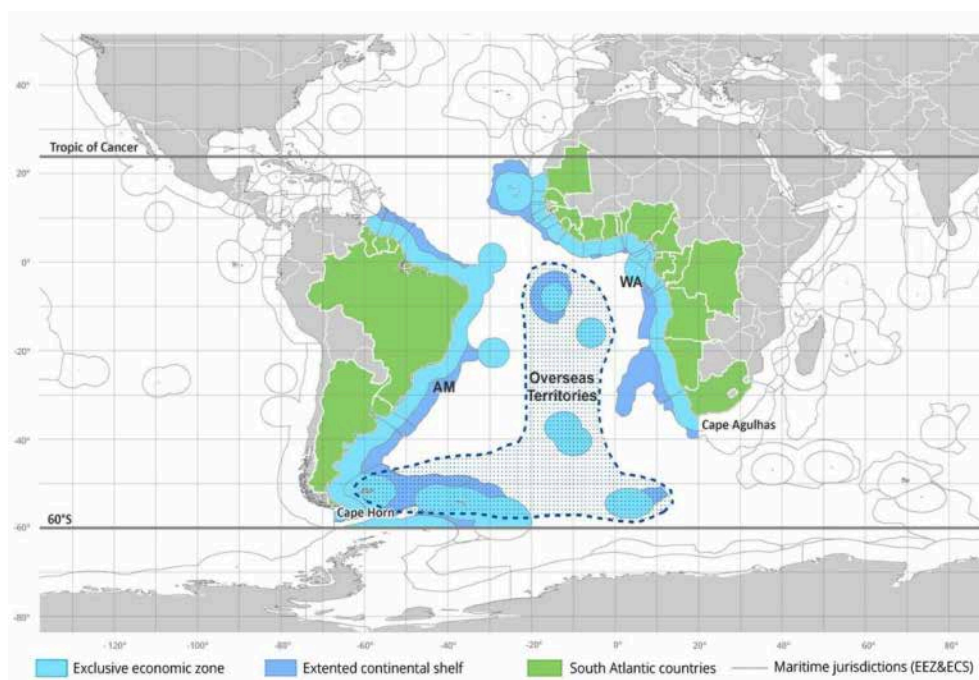 40°
Tropic of Cancer
20°
0°
WA
-20°
Overseas
Territories
AM
Cape Agulhas
-40°
Cape Horn
60°S
-60°
-80°
-120° -100° -80° -60° -40° -20° 0° 20° 40° 60° 80°
Exclusive economic zone Extented continental shelf South Atlantic countries Maritime jurisdictions (EEZ&ECS)